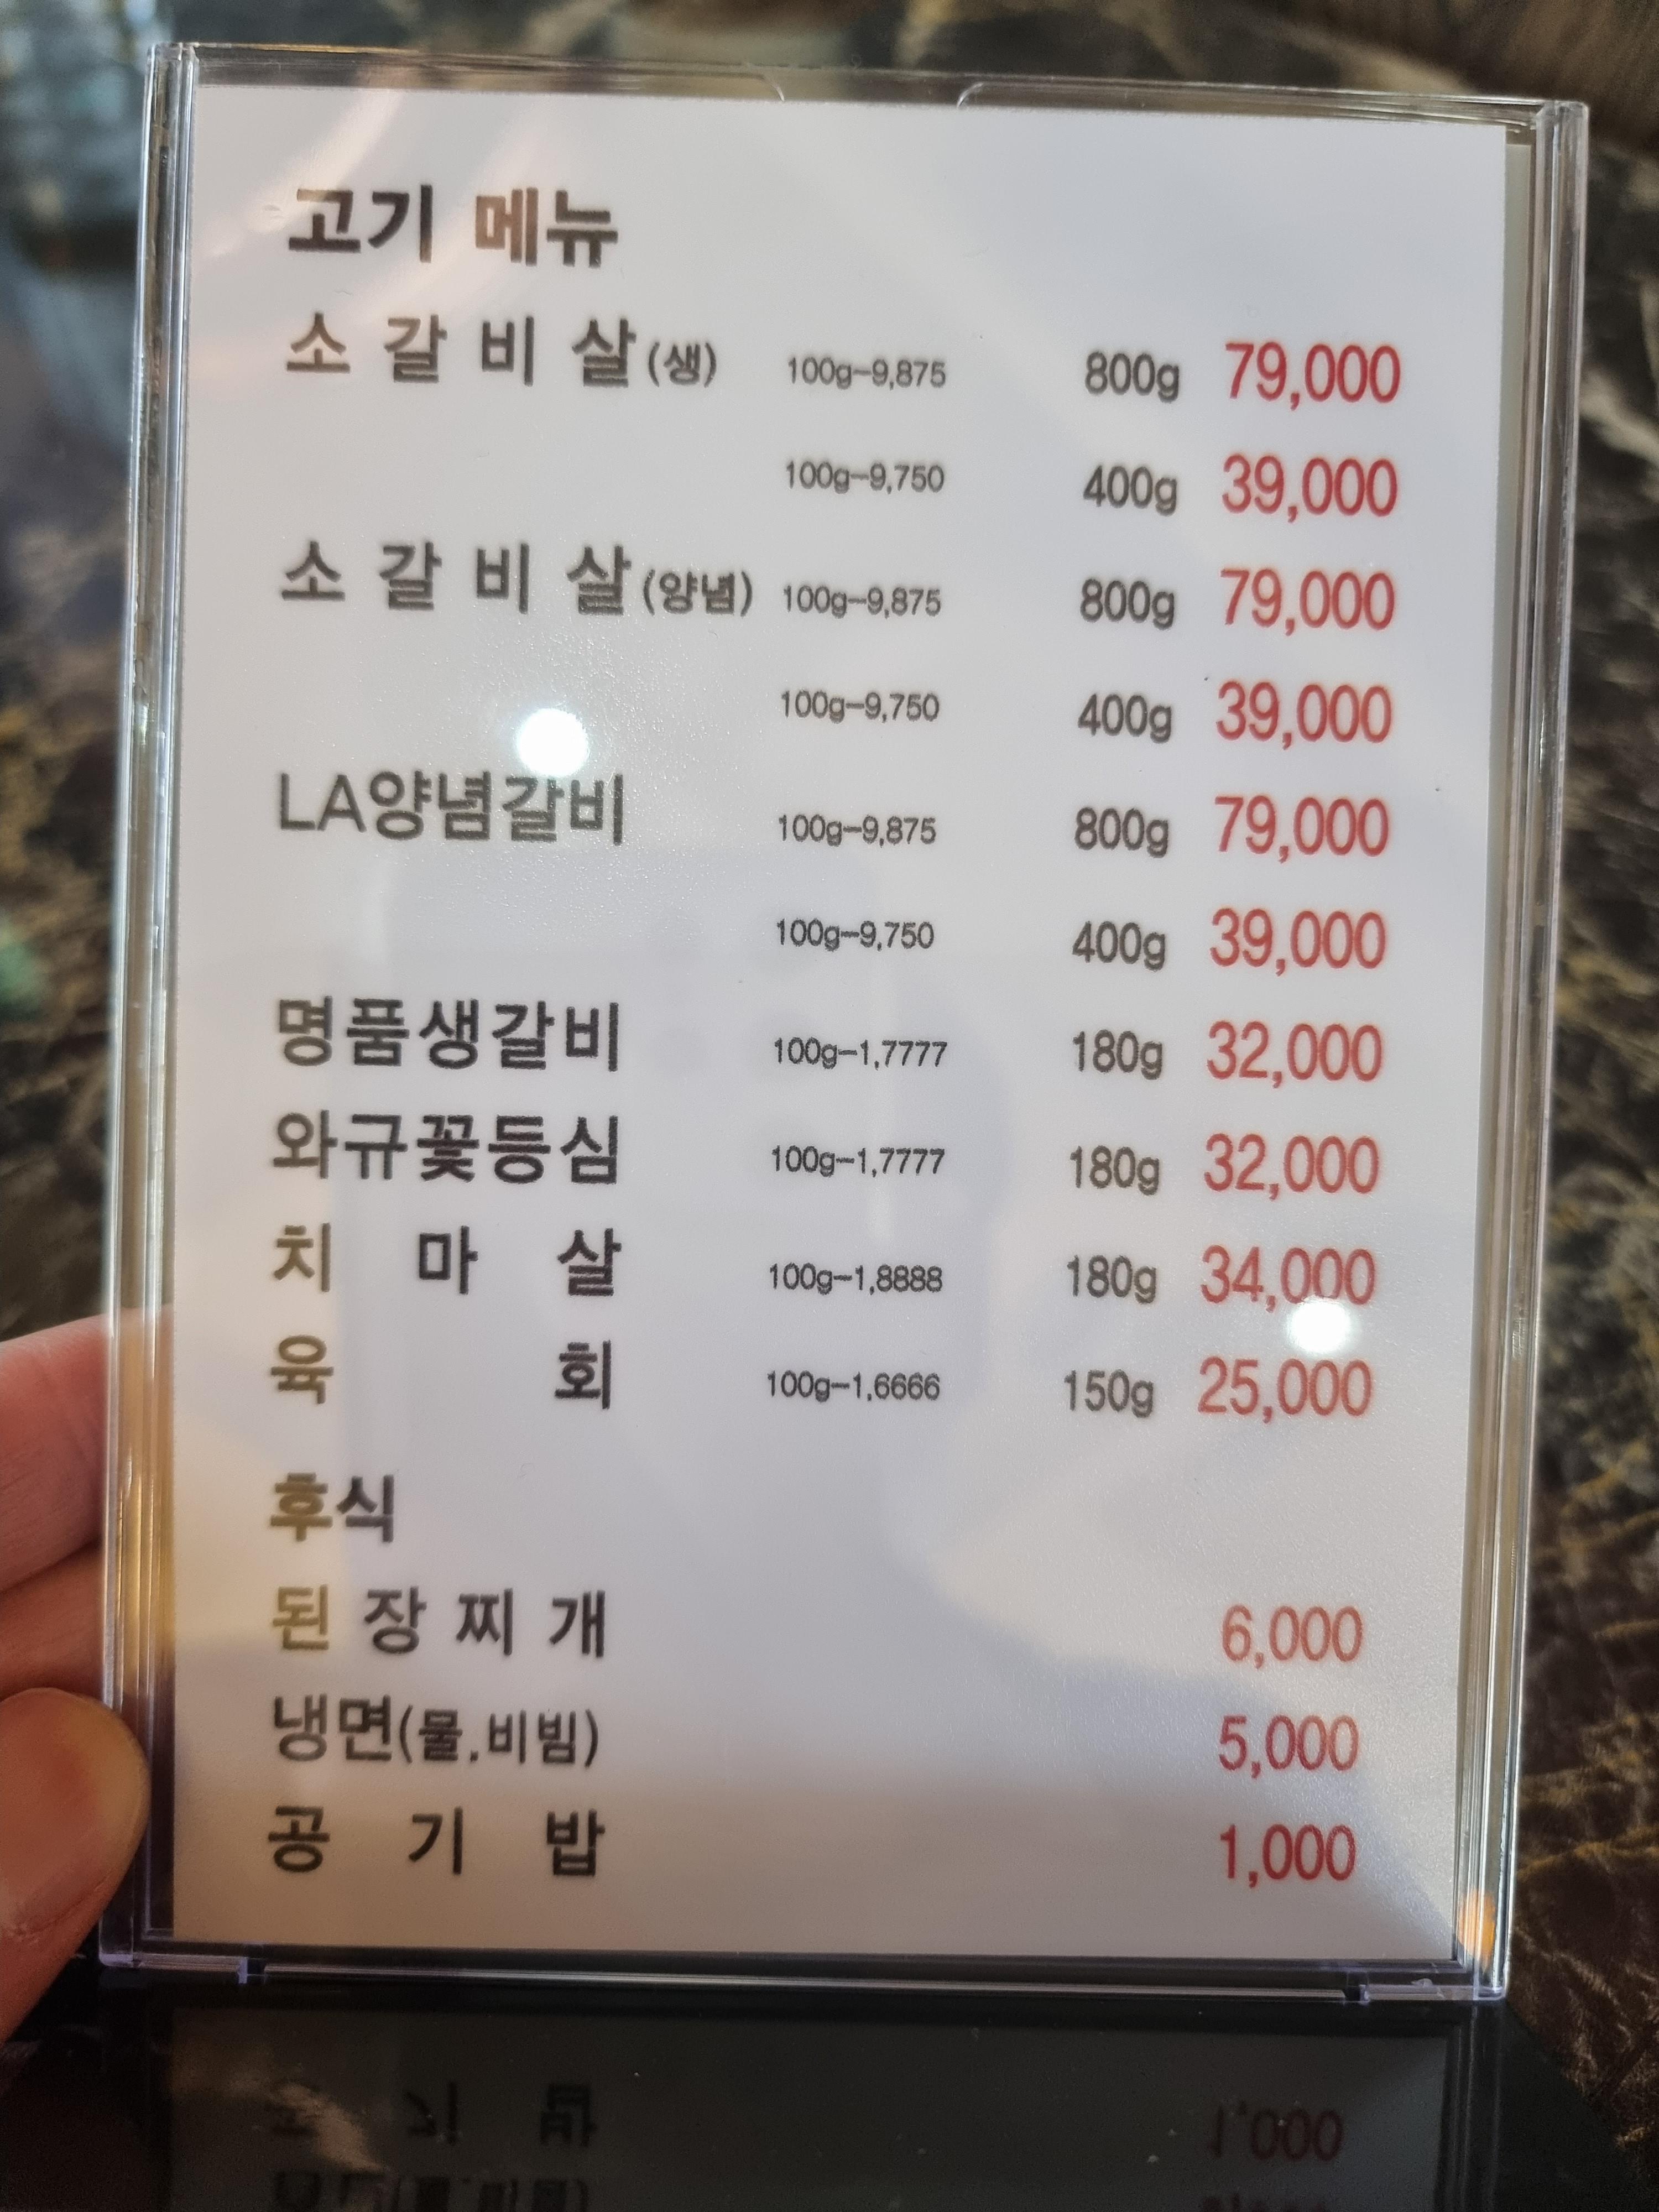 고기 메뉴
소갈비살(생) 100g-9,875 800g 79,000
100g-9,750 400g 39,000
소갈비살(양념) 100g-9,875 800g 79,000
100g-9,750 400g 39,000
LA양념갈비 100g-9,875 800g 79,000
100g-9,750 400g 39,000
명품생갈비 100g-1,7777 180g 32,000
와규꽃등심 100g-1,7777 180g 32,000
치마살 100g-1,8888 180g 34,000
육회 100g-1,6666 150g 25,000
후식
된장찌개 6,000
냉면(물.비빔) 5,000
공기밥 1,000